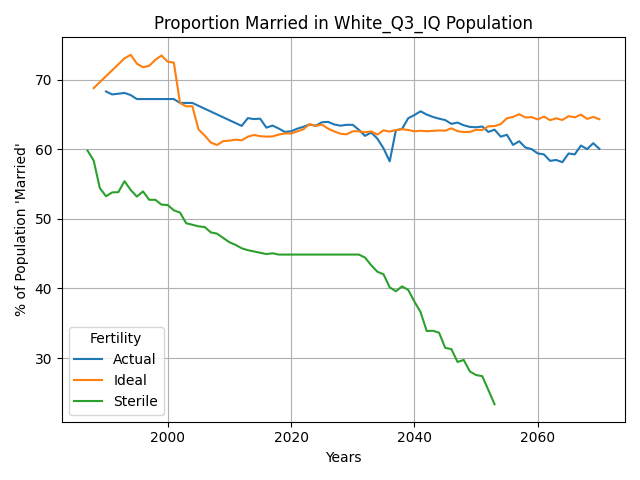 Proportion Married in White_Q3_IQ Population
% of Population 'Married'
70
60
50
40
30
Fertility
Actual
Ideal
Sterile
2000 2020 2040 2060
Years